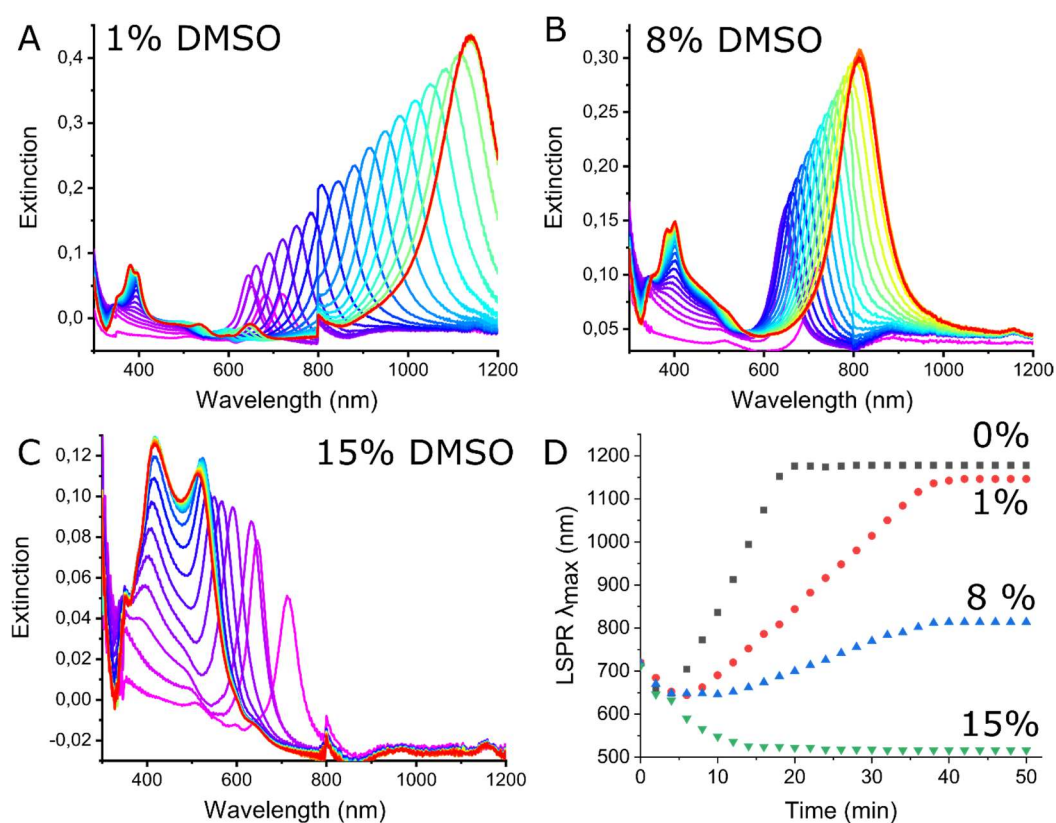 A
1% DMSO
Extinction
0,4
0,3
0,2
0,1
0,0
400 600 800 1000 1200
Wavelength (nm)
B
8% DMSO
Extinction
0,30
0,25
0,20
0,15
0,10
0,05
400 600 800 1000 1200
Wavelength (nm)
C
15% DMSO
Extinction
0,12
0,10
0,08
0,06
0,04
0,02
0,00
-0,02
400 600 800 1000 1200
Wavelength (nm)
D
LSPR λmax (nm)
1200
1100
1000
900
800
700
600
500
0%
1%
8 %
15%
0 10 20 30 40 50
Time (min)